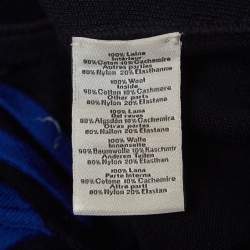 100% Laine
Intérieur
90% Coton 10% Cachemire
Autres parties
80% Nylon 20% Elasthanne
100% Wool
Inside
90% Cotton 10% Cashmere
Other parts
80% Nylon 20% Elastane
100% Lana
Del revés
90% Algodón 10% Cachemira
Otras partes
80% Nailon 20% Elastano
100% Wolle
Innenseite
90% Baumwolle 10% Kaschmir
Anderen Teilen
80% Nylon 20% Elasthan
100% Lana
Parte Interna
90% Cotone 10% Cachemire
Altre parti
80% Nylon 20% Elastan